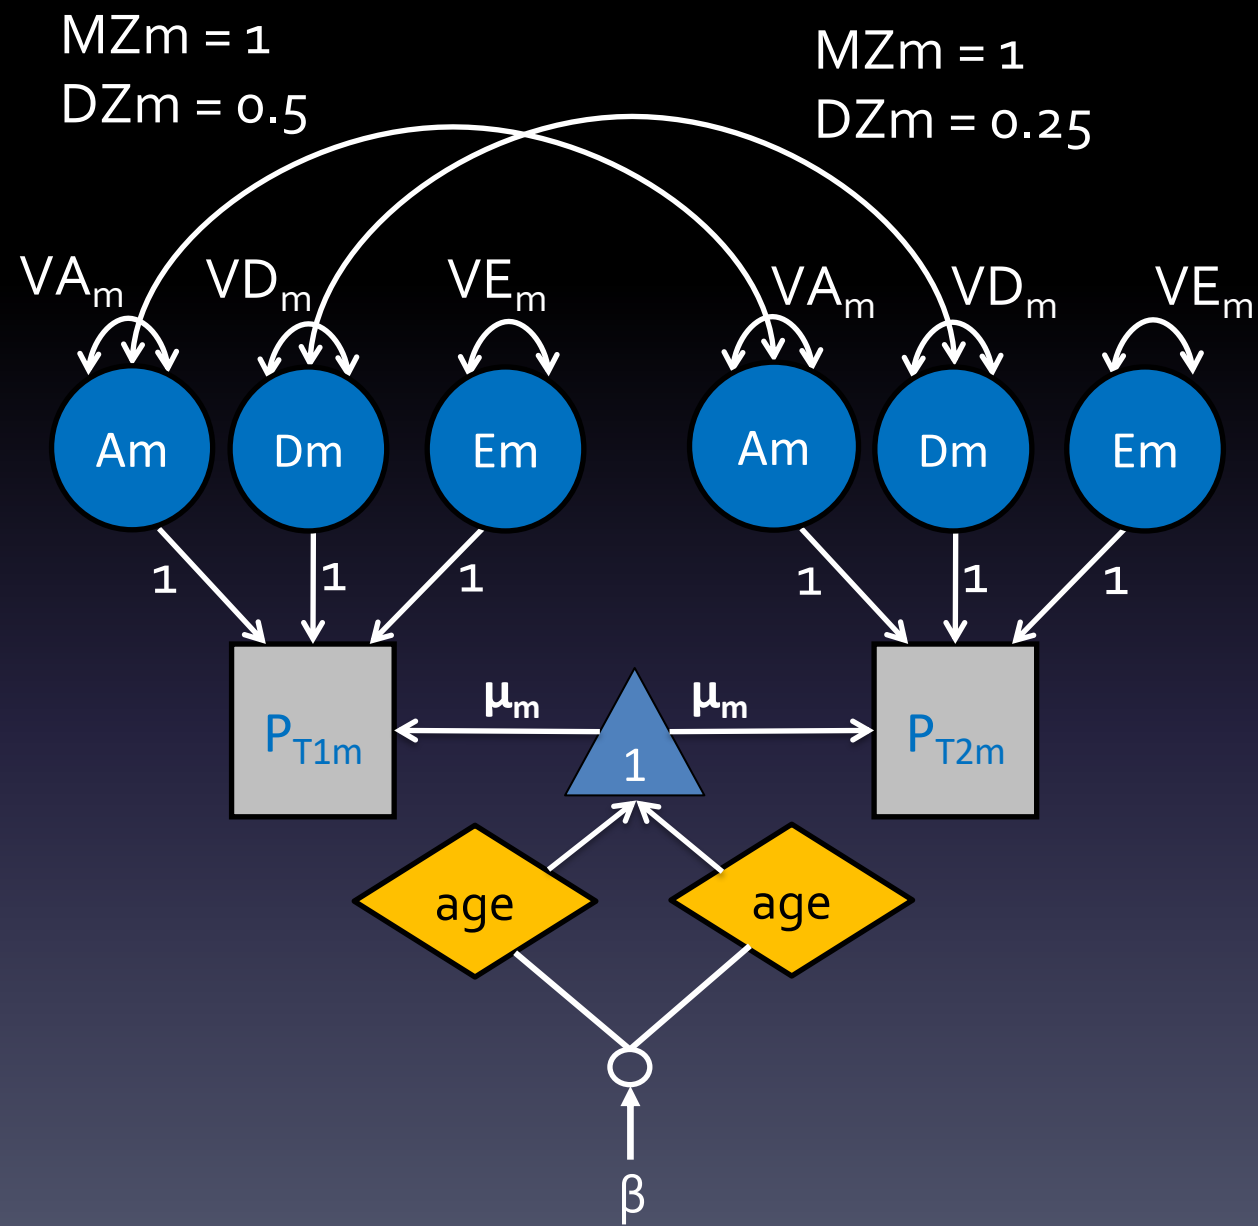 MZm = 1
DZm = 0.5
MZm = 1
DZm = 0.25
VAm
VDm
VEm
VAm
VDm
VEm
Am
Dm
Em
Am
Dm
Em
1
1
1
1
1
1
μm
μm
PT1m
1
PT2m
age
age
β